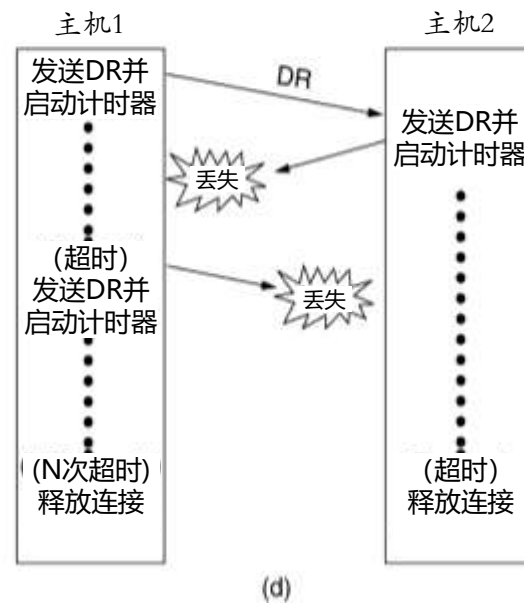 主机1
主机2
发送DR并
启动计时器
DR
发送DR并
启动计时器
丢失
(超时)
发送DR并
启动计时器
丢失
(N次超时)
释放连接
(超时)
释放连接
(d)